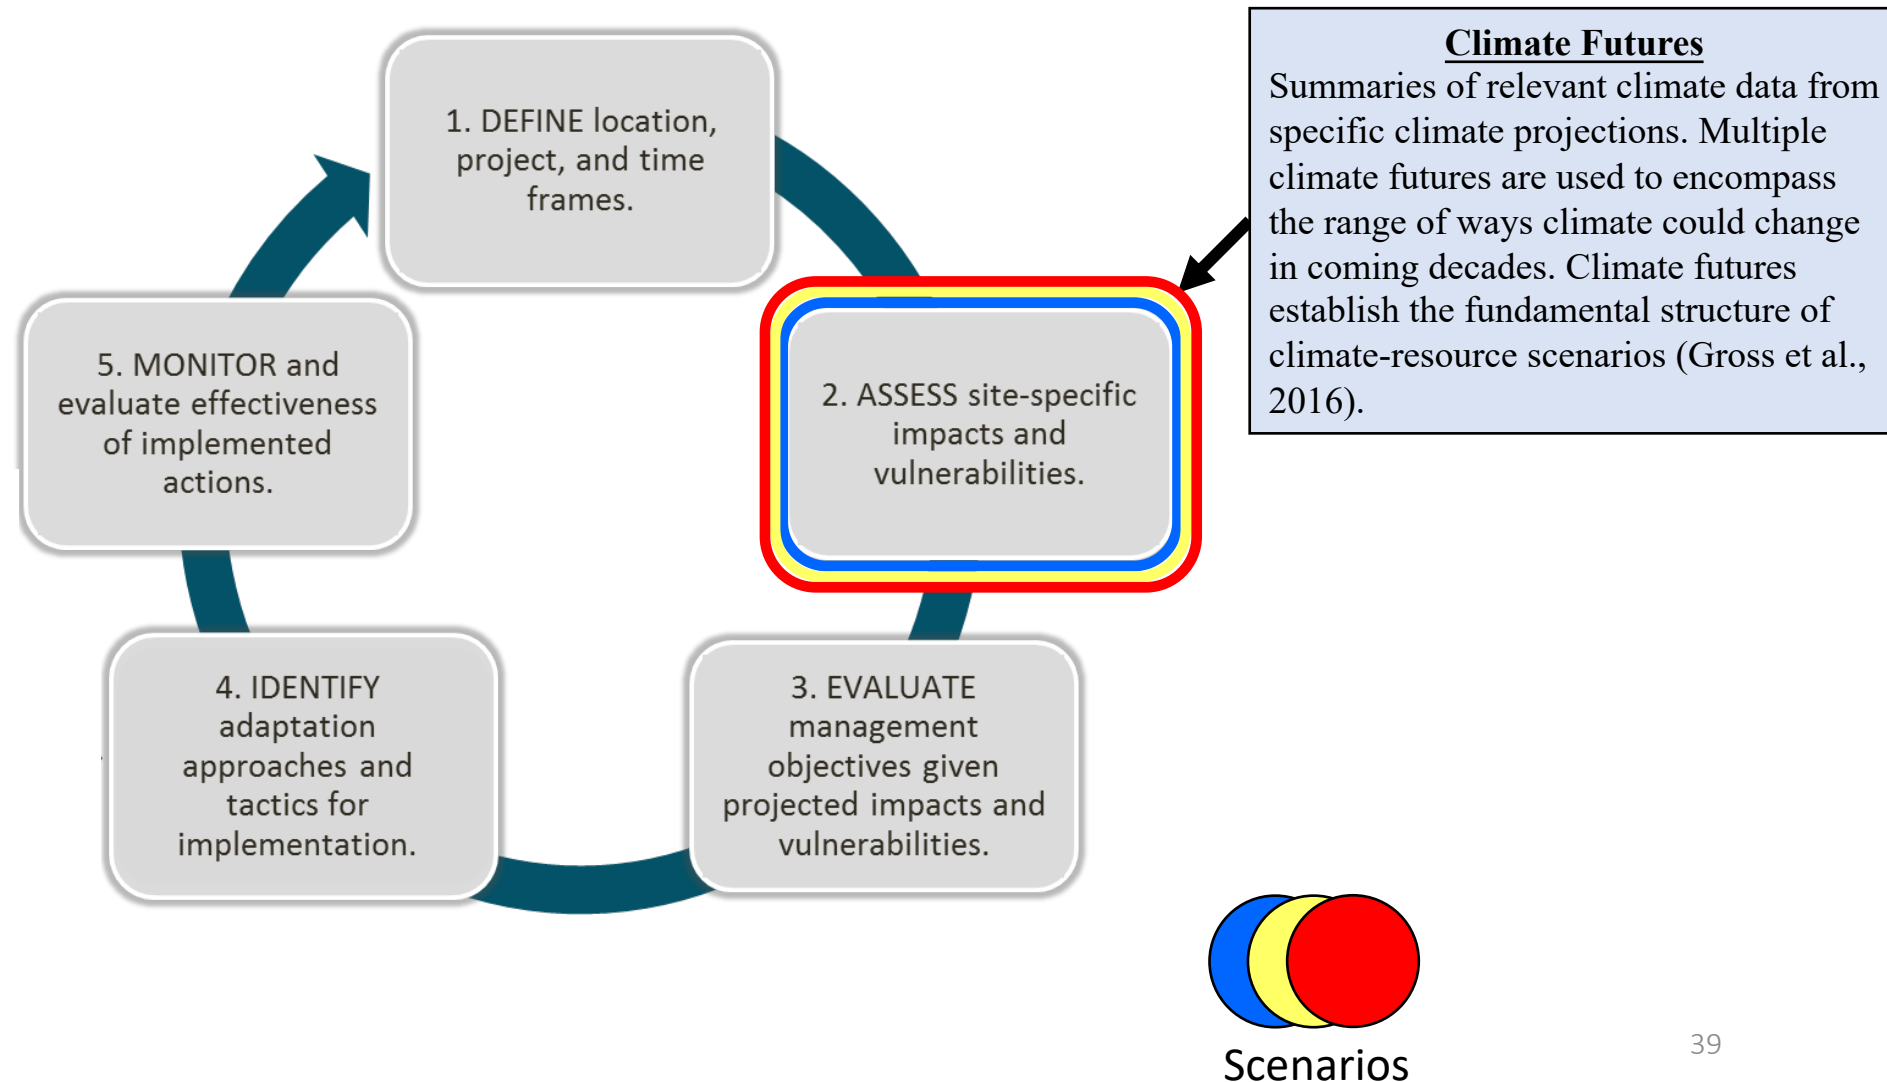 1. DEFINE location,
project, and time
frames.
2. ASSESS site-specific
impacts and
vulnerabilities.
3. EVALUATE
management
objectives given
projected impacts and
vulnerabilities.
4. IDENTIFY
adaptation
approaches and
tactics for
implementation.
5. MONITOR and
evaluate effectiveness
of implemented
actions.
Climate Futures
Summaries of relevant climate data from
specific climate projections. Multiple
climate futures are used to encompass
the range of ways climate could change
in coming decades. Climate futures
establish the fundamental structure of
climate-resource scenarios (Gross et al.,
2016).
Scenarios
39